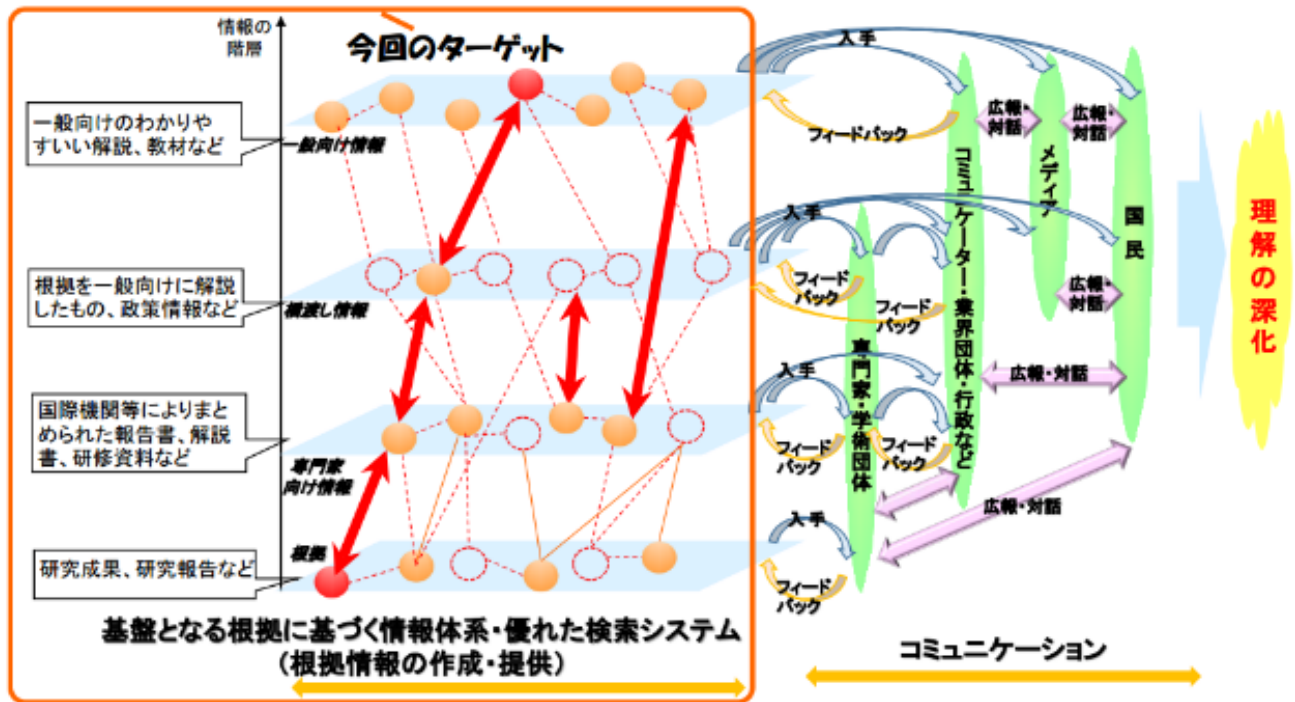 情報の
階層
今回のターゲット
一般向けのわかりや
すいい解説、教材など
一般向け情報
根拠を一般向けに解説
したもの、政策情報など
橋渡し情報
国際機関等によりまと
められた報告書、解説
書、研修資料など
専門家
向け情報
研究成果、研究報告など
根拠
基盤となる根拠に基づく情報体系・優れた検索システム
（根拠情報の作成・提供）
入手
フィードバック
広報・
対話
広報・
対話
コミュニケーター・業界団体・行政など
メディア
国民
入手
フィード
バック
フィード
バック
広報・
対話
専門家・学術団体
広報・対話
入手
フィード
バック
フィード
バック
広報・対話
入手
フィード
バック
コミュニケーション
理解の深化